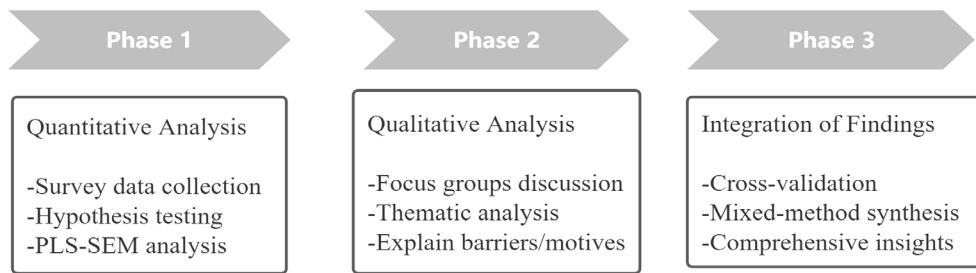 Phase 1
Phase 2
Phase 3
Quantitative Analysis
-Survey data collection
-Hypothesis testing
-PLS-SEM analysis
Qualitative Analysis
-Focus groups discussion
-Thematic analysis
-Explain barriers/motives
Integration of Findings
-Cross-validation
-Mixed-method synthesis
-Comprehensive insights